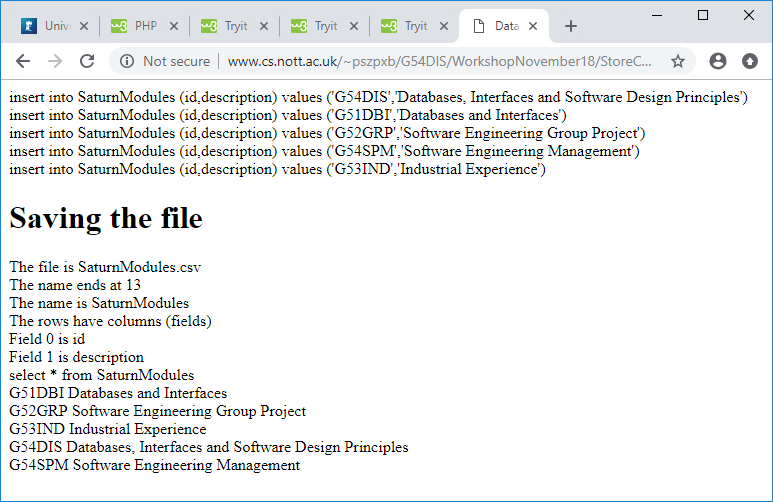 Unive
PHP
Tryit
Tryit
Tryit
Data
Not secure | www.cs.nott.ac.uk/~pszpxb/G54DIS/WorkshopNovember18/StoreC...
insert into SaturnModules (id,description) values ('G54DIS','Databases, Interfaces and Software Design Principles')
insert into SaturnModules (id,description) values ('G51DBI','Databases and Interfaces')
insert into SaturnModules (id,description) values ('G52GRP','Software Engineering Group Project')
insert into SaturnModules (id,description) values ('G54SPM','Software Engineering Management')
insert into SaturnModules (id,description) values ('G53IND','Industrial Experience')
Saving the file
The file is SaturnModules.csv
The name ends at 13
The name is SaturnModules
The rows have columns (fields)
Field 0 is id
Field 1 is description
select * from SaturnModules
G51DBI Databases and Interfaces
G52GRP Software Engineering Group Project
G53IND Industrial Experience
G54DIS Databases, Interfaces and Software Design Principles
G54SPM Software Engineering Management